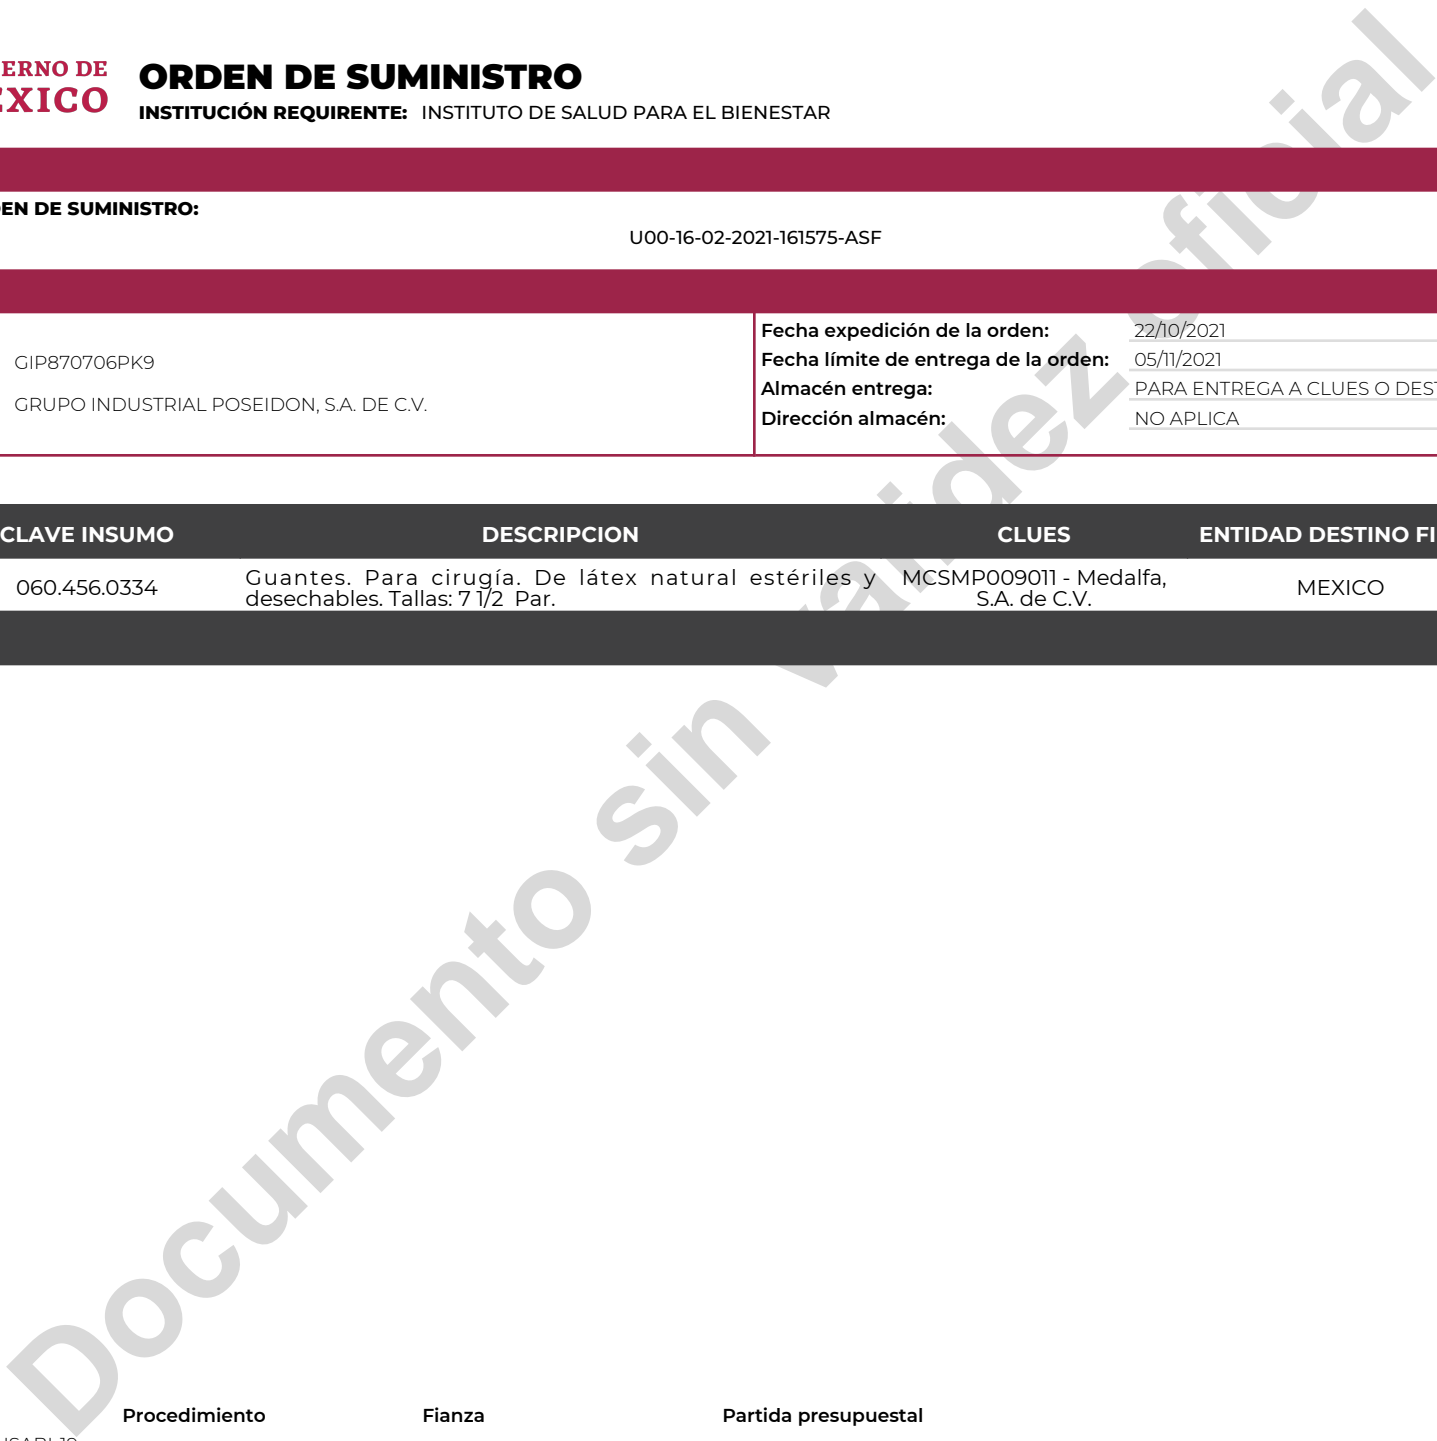 ERNO DE
EXICO
ORDEN DE SUMINISTRO
INSTITUCIÓN REQUIRENTE: INSTITUTO DE SALUD PARA EL BIENESTAR
EN DE SUMINISTRO:
U00-16-02-2021-161575-ASF
GIP870706PK9
GRUPO INDUSTRIAL POSEIDON, S.A. DE C.V.
Fecha expedición de la orden: 22/10/2021
Fecha límite de entrega de la orden: 05/11/2021
Almacén entrega: PARA ENTREGA A CLUES O DEST
Dirección almacén: NO APLICA
CLAVE INSUMO DESCRIPCION CLUES ENTIDAD DESTINO FI
060.456.0334
Guantes. Para cirugía. De látex natural estériles y
desechables. Tallas: 7 1/2 Par.
MCSMP009011 - Medalfa,
S.A. de C.V.
MEXICO
Documento sin validez oficial
Procedimiento Fianza Partida presupuestal